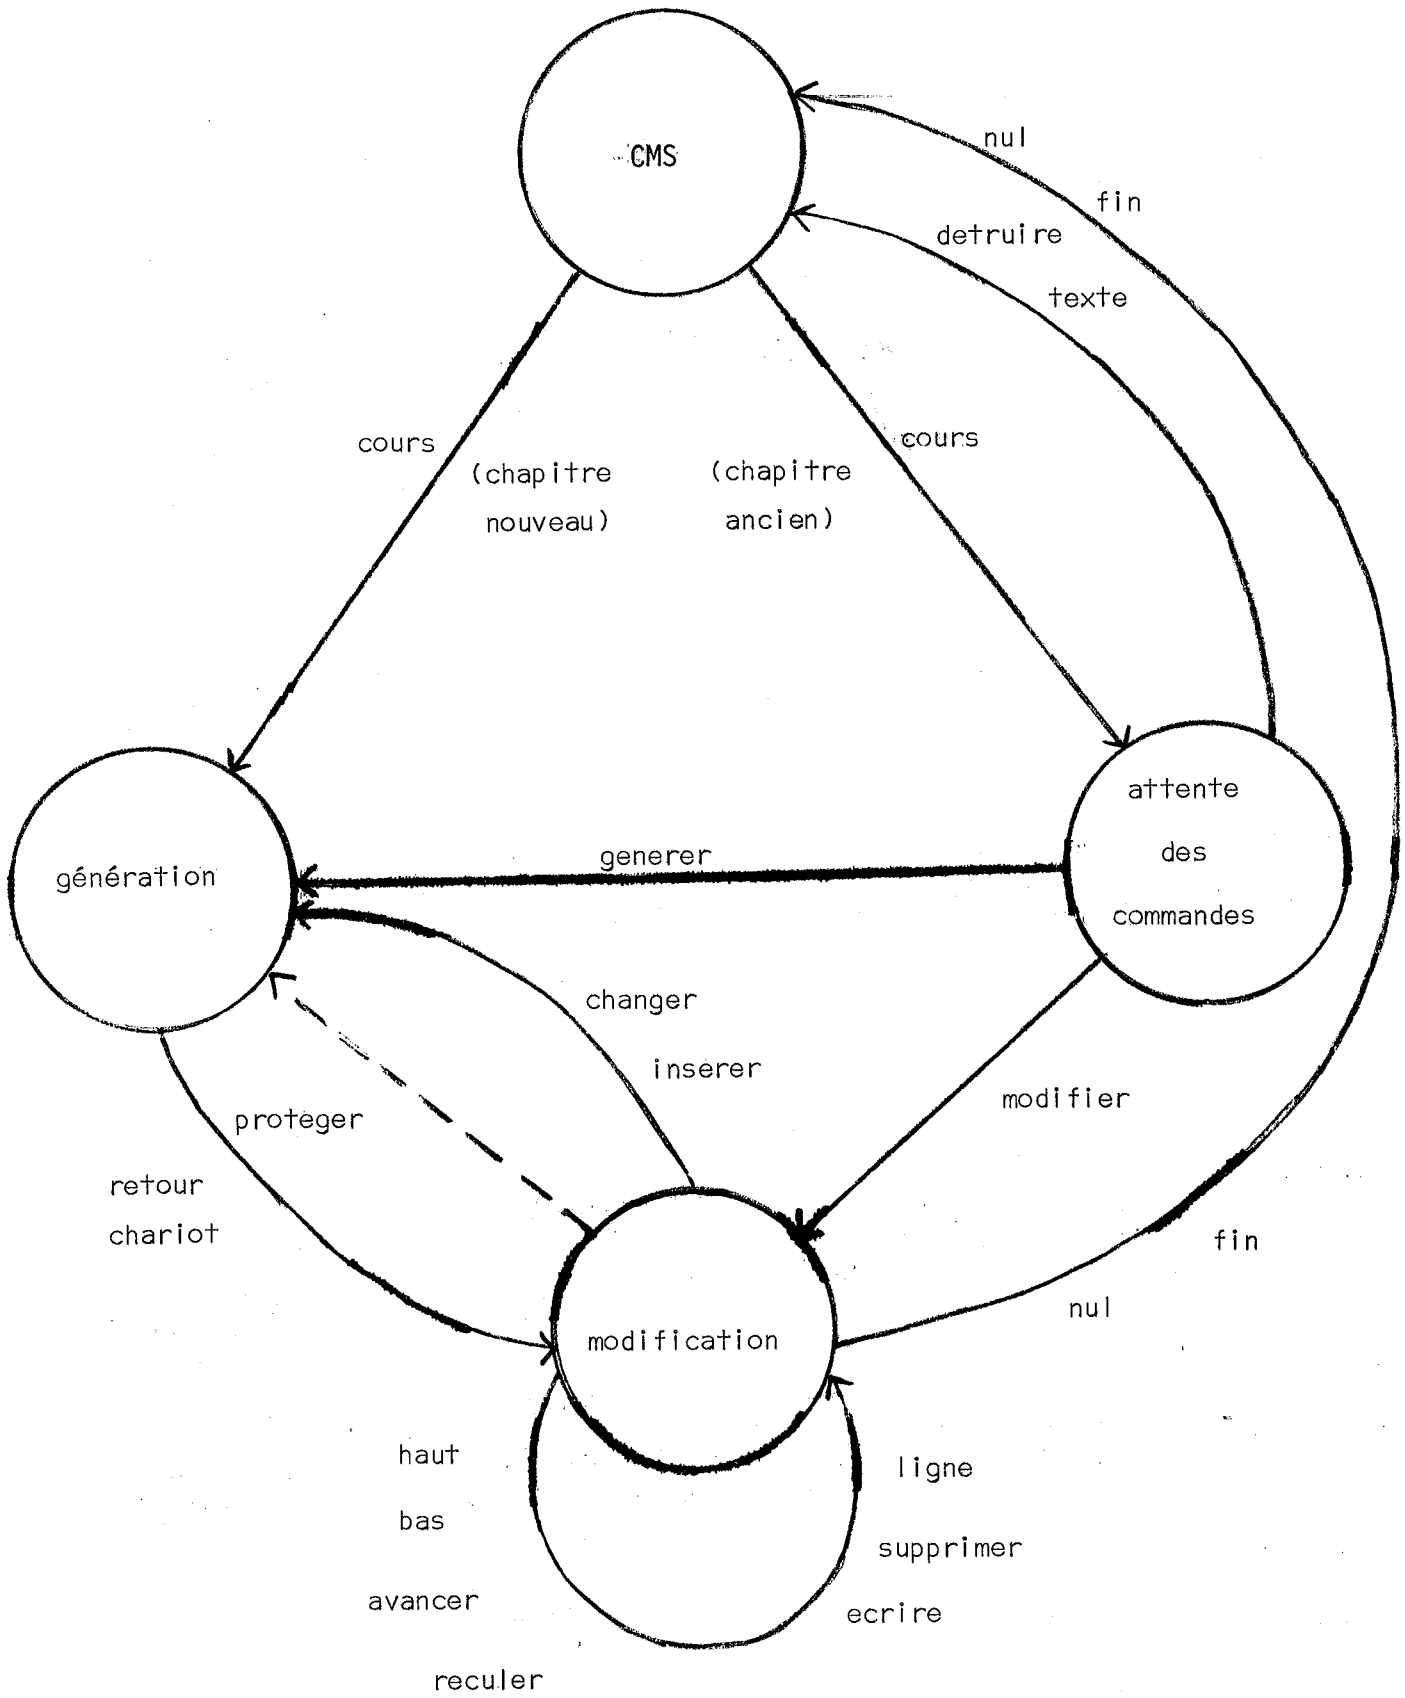 CMS
nul
fin
detruire
texte
cours
(chapitre
nouveau)
(chapitre
ancien)
cours
attente
des
commandes
génération
génerer
changer
inserer
modifier
proteger
retour
chariot
fin
nul
modification
haut
bas
avancer
reculer
ligne
supprimer
ecrire